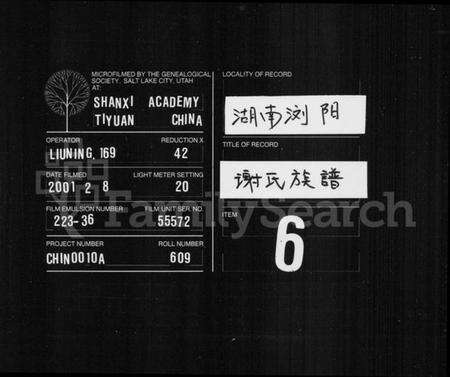 MICROFILMED BY THE GENEALOGICAL
SOCIETY, SALT LAKE CITY, UTAH
AT:
SHANXI ACADEMY
TIYUAN CHINA
OPERATOR REDUCTION X
LIUNING, 169 42
DATE FILMED LIGHT METER SETTING
2001 2 8 20
FILM EMULSION NUMBER FILM UNIT SER. NO.
223-36 55572
PROJECT NUMBER ROLL NUMBER
CHIN0010A 609
LOCALITY OF RECORD
湖南浏阳
TITLE OF RECORD
谢氏族譜
ITEM
6
FamilySearch